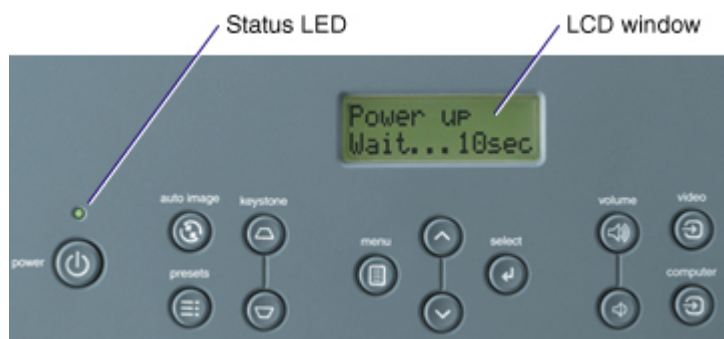 Status LED
LCD window
Power up
Wait...10sec
auto image
keystone
volume
video
menu
select
power
presets
computer